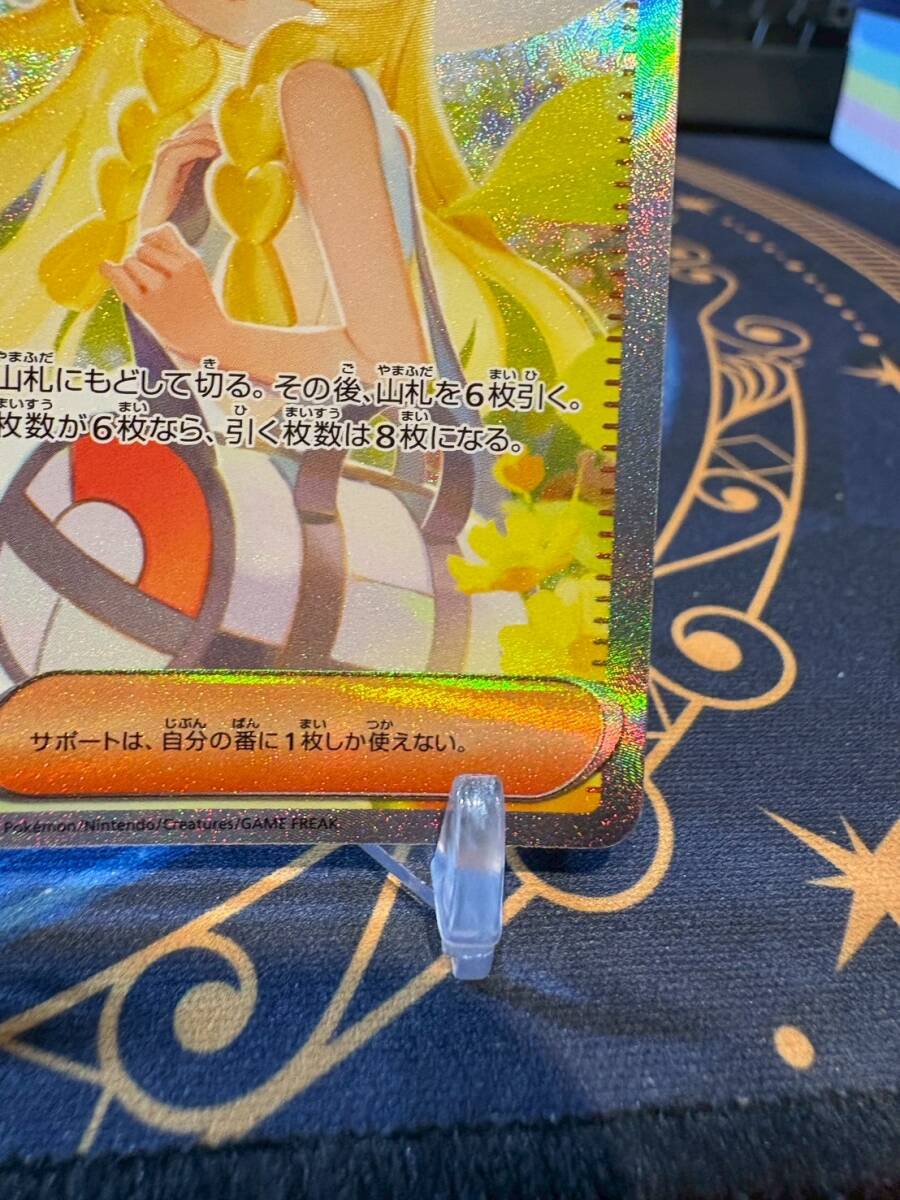 山札にもどして切る。その後、山札を6枚引く。
枚数が6枚なら、引く枚数は8枚になる。
サポートは、自分の番に1枚しか使えない。
Pokémon/Nintendo/Creatures/GAME FREAK